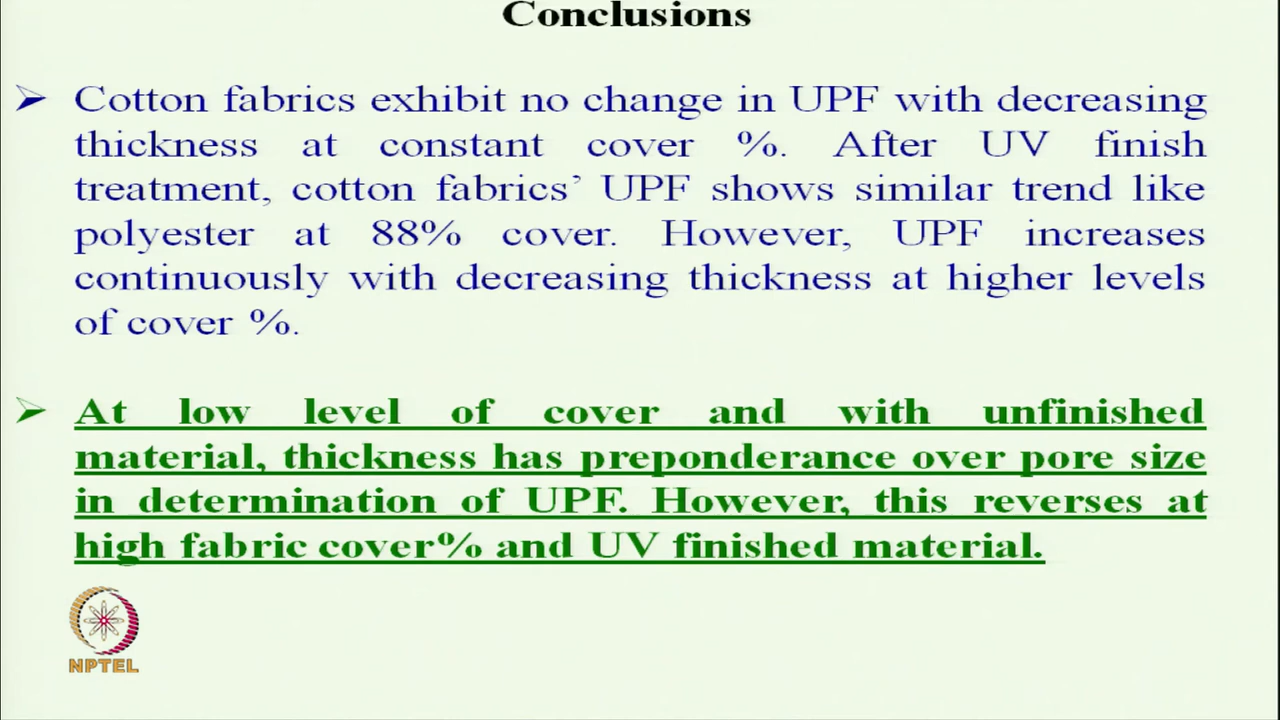 Conclusions
➢ Cotton fabrics exhibit no change in UPF with decreasing
thickness at constant cover %. After UV finish
treatment, cotton fabrics’ UPF shows similar trend like
polyester at 88% cover. However, UPF increases
continuously with decreasing thickness at higher levels
of cover %.
➢ At low level of cover and with unfinished
material, thickness has preponderance over pore size
in determination of UPF. However, this reverses at
high fabric cover% and UV finished material.
NPTEL